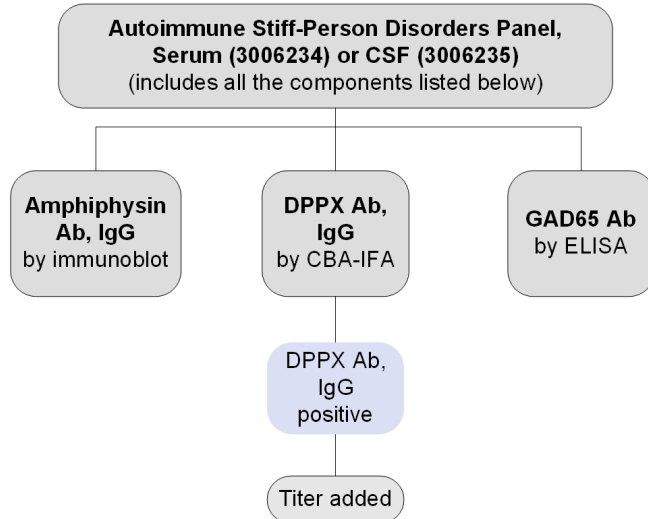 Autoimmune Stiff-Person Disorders Panel,
Serum (3006234) or CSF (3006235)
(includes all the components listed below)
Amphiphysin
Ab, IgG
by immunoblot
DPPX Ab,
IgG
by CBA-IFA
GAD65 Ab
by ELISA
DPPX Ab,
IgG
positive
Titer added